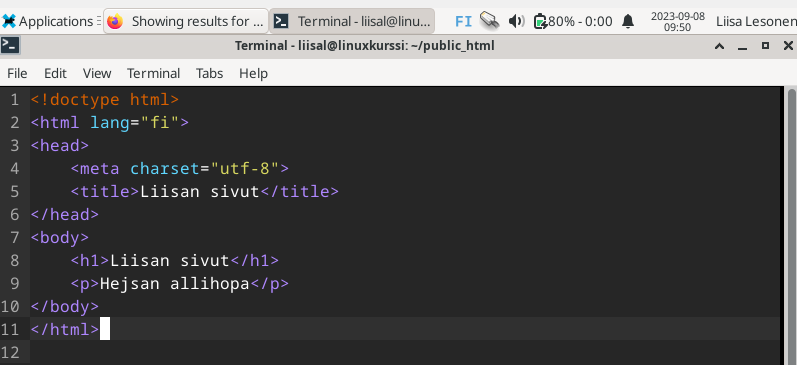 Applications Showing results for ... Terminal - liisal@linu... FI 80% - 0:00 2023-09-08 09:50 Liisa Lesonen
Terminal - liisal@linuxkurssi: ~/public_html
File Edit View Terminal Tabs Help
1 <!doctype html>
2 <html lang="fi">
3 <head>
4     <meta charset="utf-8">
5     <title>Liisan sivut</title>
6 </head>
7 <body>
8     <h1>Liisan sivut</h1>
9     <p>Hejsan allihopa</p>
10 </body>
11 </html>
12